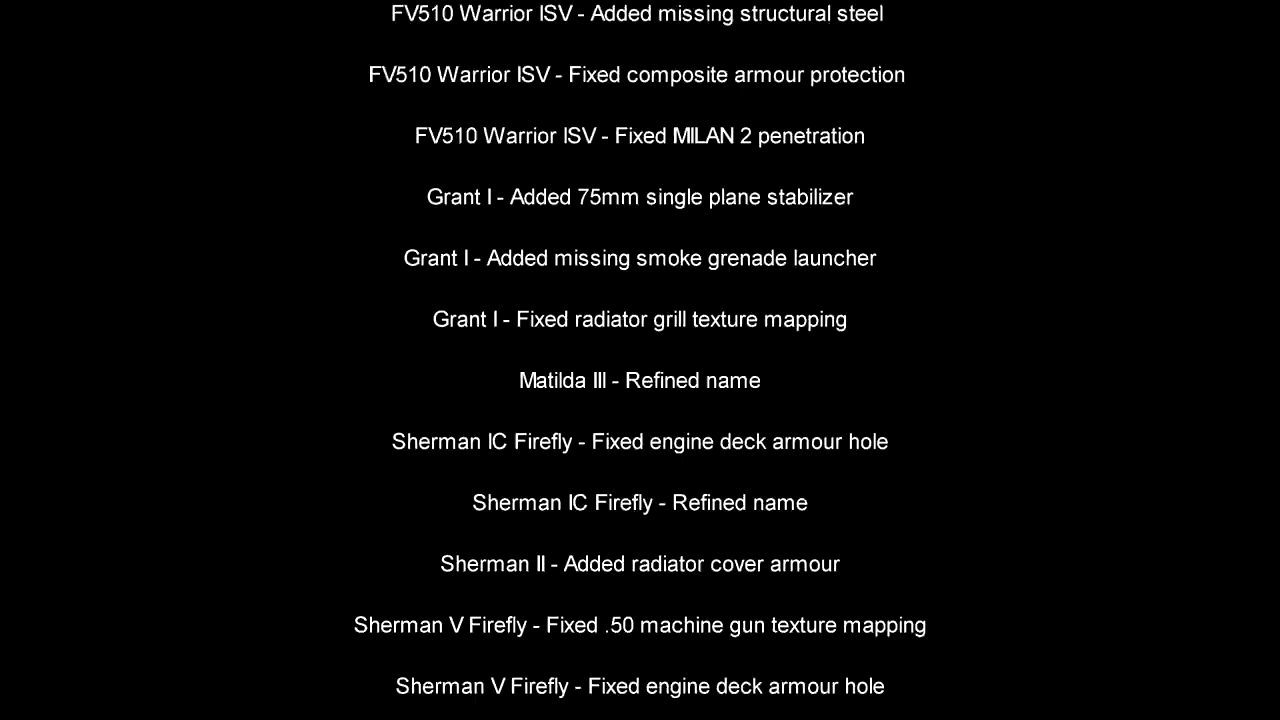 FV510 Warrior ISV - Added missing structural steel
FV510 Warrior ISV - Fixed composite armour protection
FV510 Warrior ISV - Fixed MILAN 2 penetration
Grant I - Added 75mm single plane stabilizer
Grant I - Added missing smoke grenade launcher
Grant I - Fixed radiator grill texture mapping
Matilda III - Refined name
Sherman IC Firefly - Fixed engine deck armour hole
Sherman IC Firefly - Refined name
Sherman II - Added radiator cover armour
Sherman V Firefly - Fixed .50 machine gun texture mapping
Sherman V Firefly - Fixed engine deck armour hole